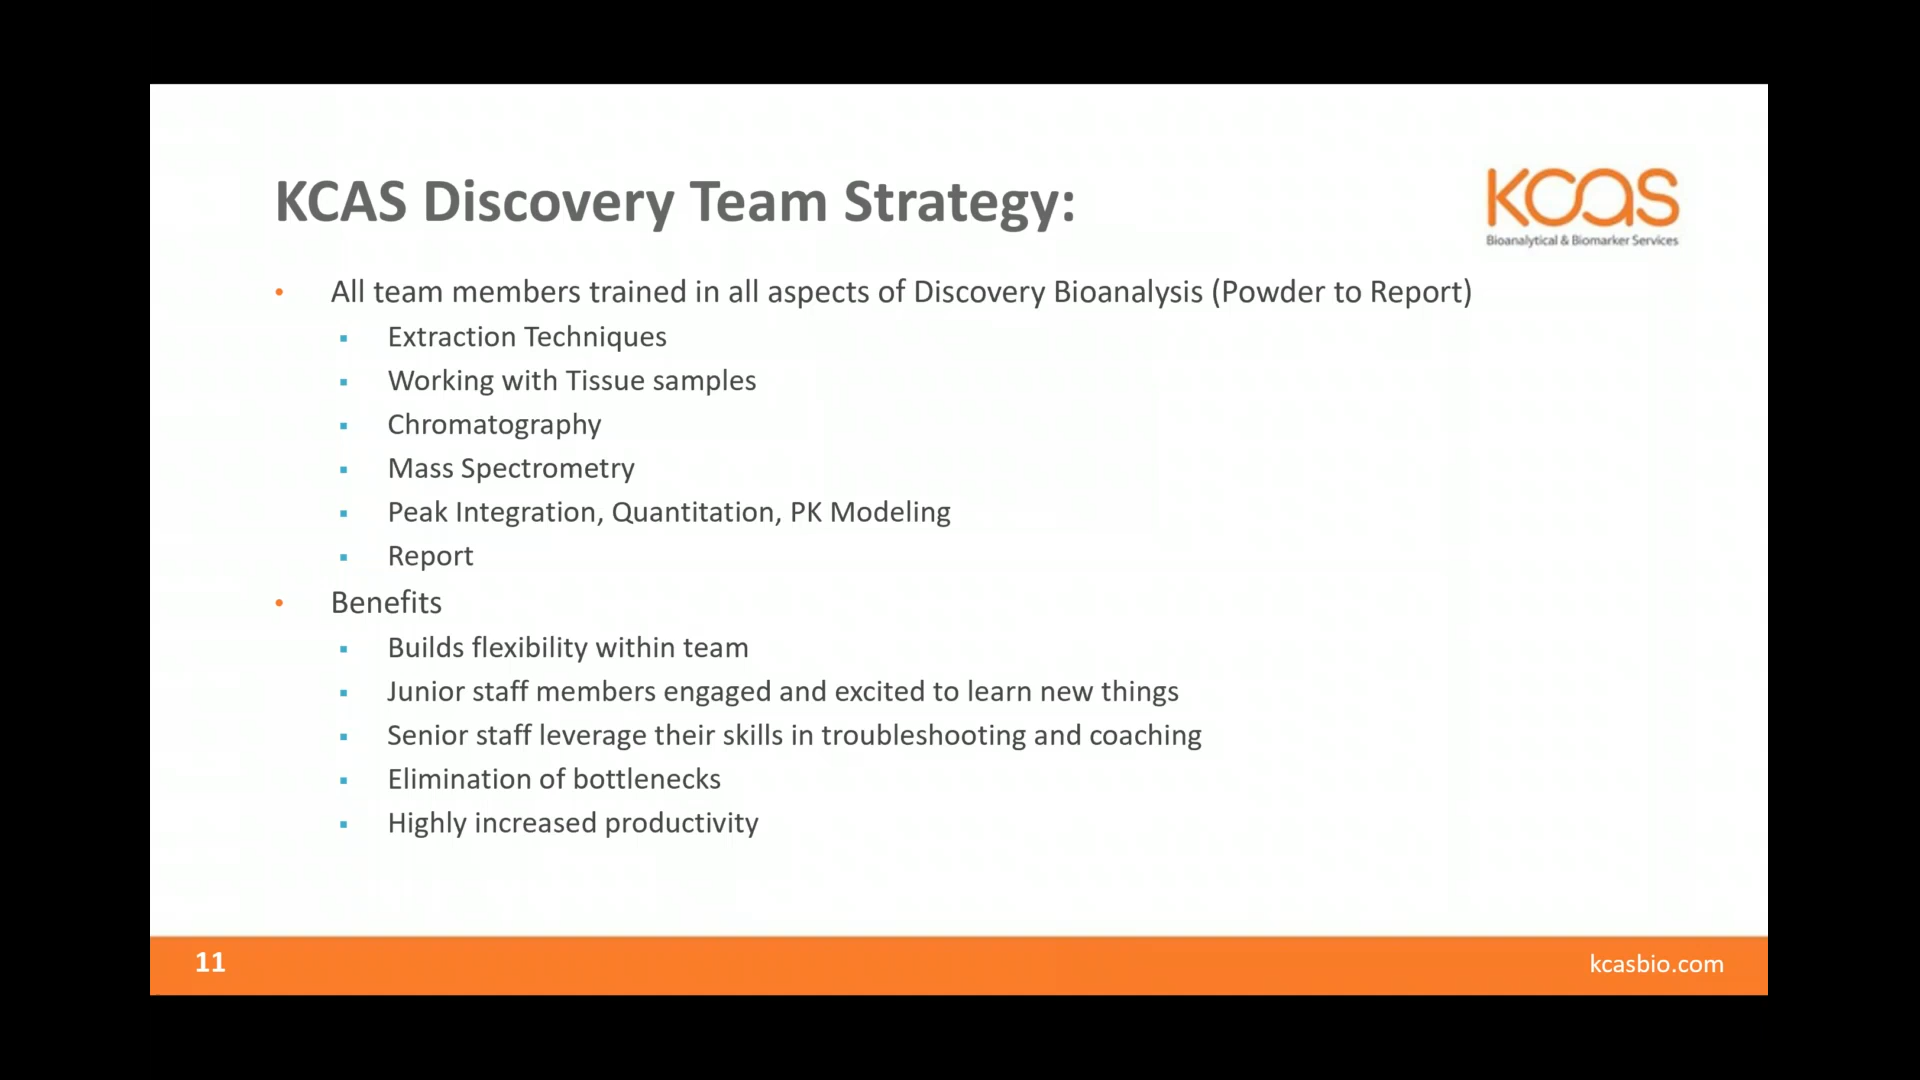 KCAS Discovery Team Strategy:
KCAS
Bioanalytical & Biomarker Services
• All team members trained in all aspects of Discovery Bioanalysis (Powder to Report)
▪ Extraction Techniques
▪ Working with Tissue samples
▪ Chromatography
▪ Mass Spectrometry
▪ Peak Integration, Quantitation, PK Modeling
▪ Report
• Benefits
▪ Builds flexibility within team
▪ Junior staff members engaged and excited to learn new things
▪ Senior staff leverage their skills in troubleshooting and coaching
▪ Elimination of bottlenecks
▪ Highly increased productivity
11
kcasbio.com